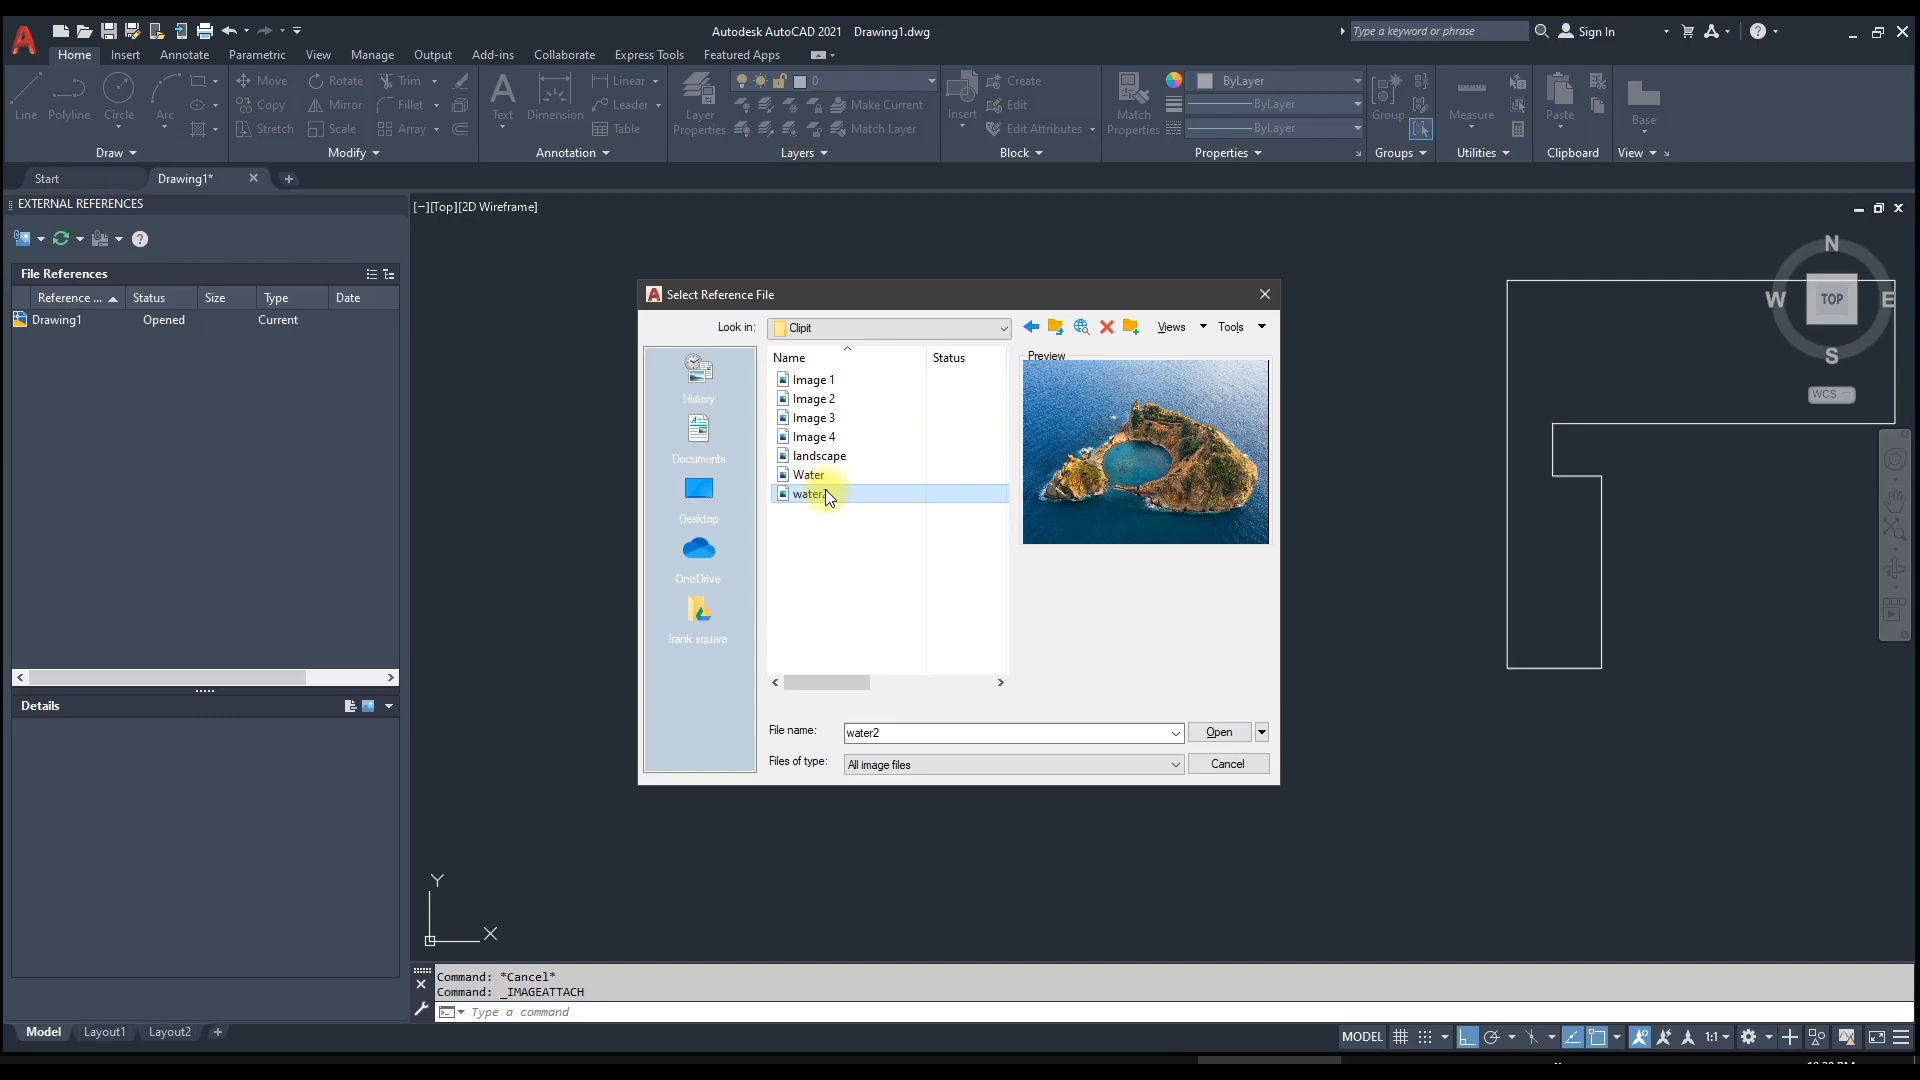 Autodesk AutoCAD 2021 Drawing1.dwg
Type a keyword or phrase
Sign In
Home Insert Annotate Parametric View Manage Output Add-ins Collaborate Express Tools Featured Apps
Line Polyline Circle Arc
Move Rotate Trim
Copy Mirror Fillet
Stretch Scale Array
Text Dimension
Linear
Leader
Table
Layer Properties
0
Make Current
Match Layer
Insert
Create
Edit
Edit Attributes
Match Properties
ByLayer
ByLayer
ByLayer
Group
Measure
Paste
Base
Draw Modify Annotation Layers Block Properties Groups Utilities Clipboard View
Start Drawing1*
EXTERNAL REFERENCES
[−][Top][2D Wireframe]
File References
Reference ... Status Size Type Date
Drawing1 Opened Current
Details
Select Reference File
Look in: Clipit
Views Tools
Name Status
Preview
Image 1
Image 2
Image 3
Image 4
landscape
Water
History
Documents
Desktop
OneDrive
frank square
File name: water2 Open
Files of type: All image files Cancel
N
W TOP E
S
WCS
Y
X
Command: *Cancel*
Command: _IMAGEATTACH
Type a command
Model Layout1 Layout2
MODEL 1:1